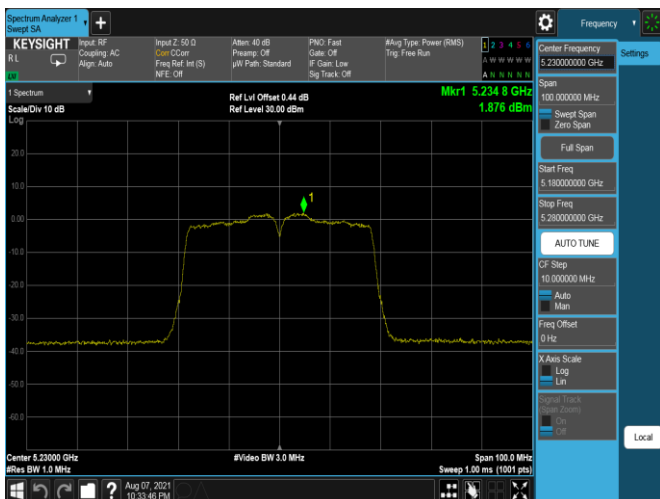 Spectrum Analyzer 1
Swept SA
+
Frequency
KEYSIGHT
R L
Input: RF
Coupling: AC
Align: Auto
Input Z: 50 Ω
Corr CCorr
Freq Ref: Int (S)
NFE: Off
Atten: 40 dB
Preamp: Off
µW Path: Standard
PNO: Fast
Gate: Off
IF Gain: Low
Sig Track: Off
#Avg Type: Power (RMS)
Trig: Free Run
1 2 3 4 5 6
A W W W W W
A N N N N N
1 Spectrum
Scale/Div 10 dB
Log
Ref Lvl Offset 0.44 dB
Ref Level 30.00 dBm
Mkr1 5.234 8 GHz
1.876 dBm
20.0
10.0
0.00
-10.0
-20.0
-30.0
-40.0
-50.0
-60.0
1
Center 5.23000 GHz
#Res BW 1.0 MHz
#Video BW 3.0 MHz
Span 100.0 MHz
Sweep 1.00 ms (1001 pts)
Aug 07, 2021
10:33:46 PM
?
Center Frequency
5.230000000 GHz
Settings
Span
100.000000 MHz
Swept Span
Zero Span
Full Span
Start Freq
5.180000000 GHz
Stop Freq
5.280000000 GHz
AUTO TUNE
CF Step
10.000000 MHz
Auto
Man
Freq Offset
0 Hz
X Axis Scale
Log
Lin
Signal Track
(Span Zoom)
On
Off
Local